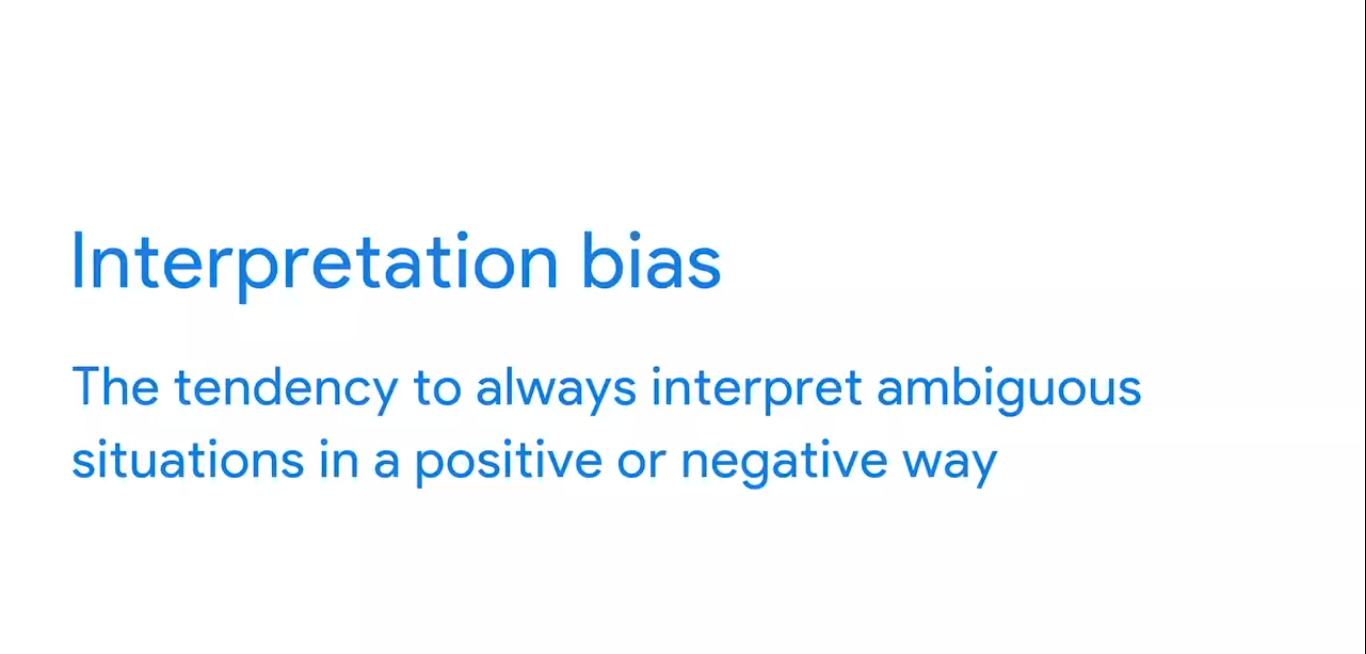 Interpretation bias
The tendency to always interpret ambiguous
situations in a positive or negative way